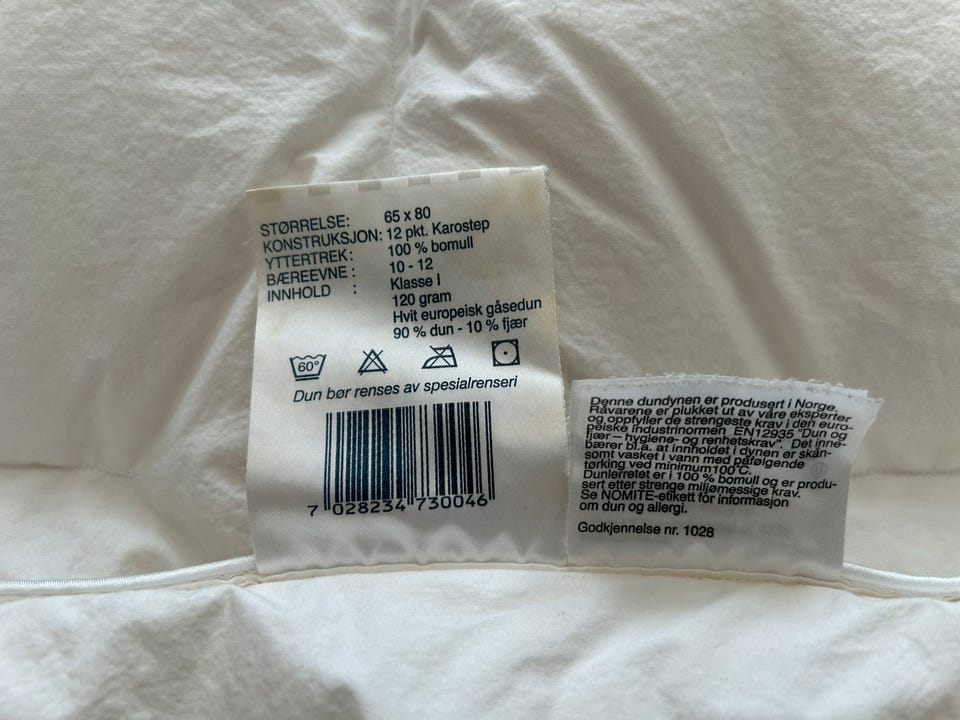 STØRRELSE: 65 x 80
KONSTRUKSJON: 12 pkt. Karostep
YTTERTREK: 100 % bomull
BÆREEVNE : 10 - 12
INNHOLD : Klasse I
120 gram
Hvit europeisk gåsedun
90 % dun - 10 % fjær
60°
Dun bør renses av spesialrenseri
7 028234 730046
Denne dundynen er produsert i Norge.
Råvarene er plukket ut av våre eksperter
og oppfyller de strengeste krav i den euro-
peiske industrinormen EN12935 "Dun og
fjær – hygiene- og renhetskrav". Det inne-
bærer bl.a. at innholdet i dynen er skån-
somt vasket i vann med påfølgende
tørking ved minimum100°C.
Dunlerretet er i 100 % bomull og er produ-
sert etter strenge miljømessige krav.
Se NOMITE-etikett for informasjon
om dun og allergi.
Godkjennelse nr. 1028